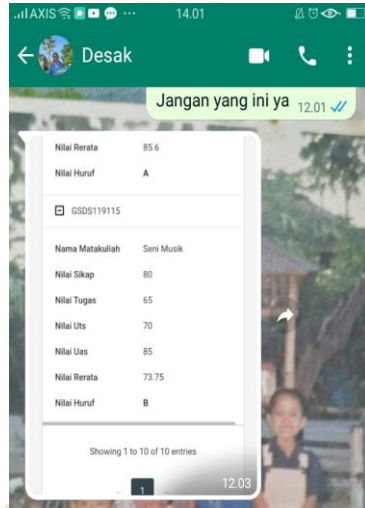 AXIS ... 14.01
Desak
Jangan yang ini ya 12.01
Nilai Rerata 85.6
Nilai Huruf A
GSDS119115
Nama Matakuliah Seni Musik
Nilai Sikap 80
Nilai Tugas 65
Nilai Uts 70
Nilai Uas 85
Nilai Rerata 73.75
Nilai Huruf B
Showing 1 to 10 of 10 entries
1
12.03